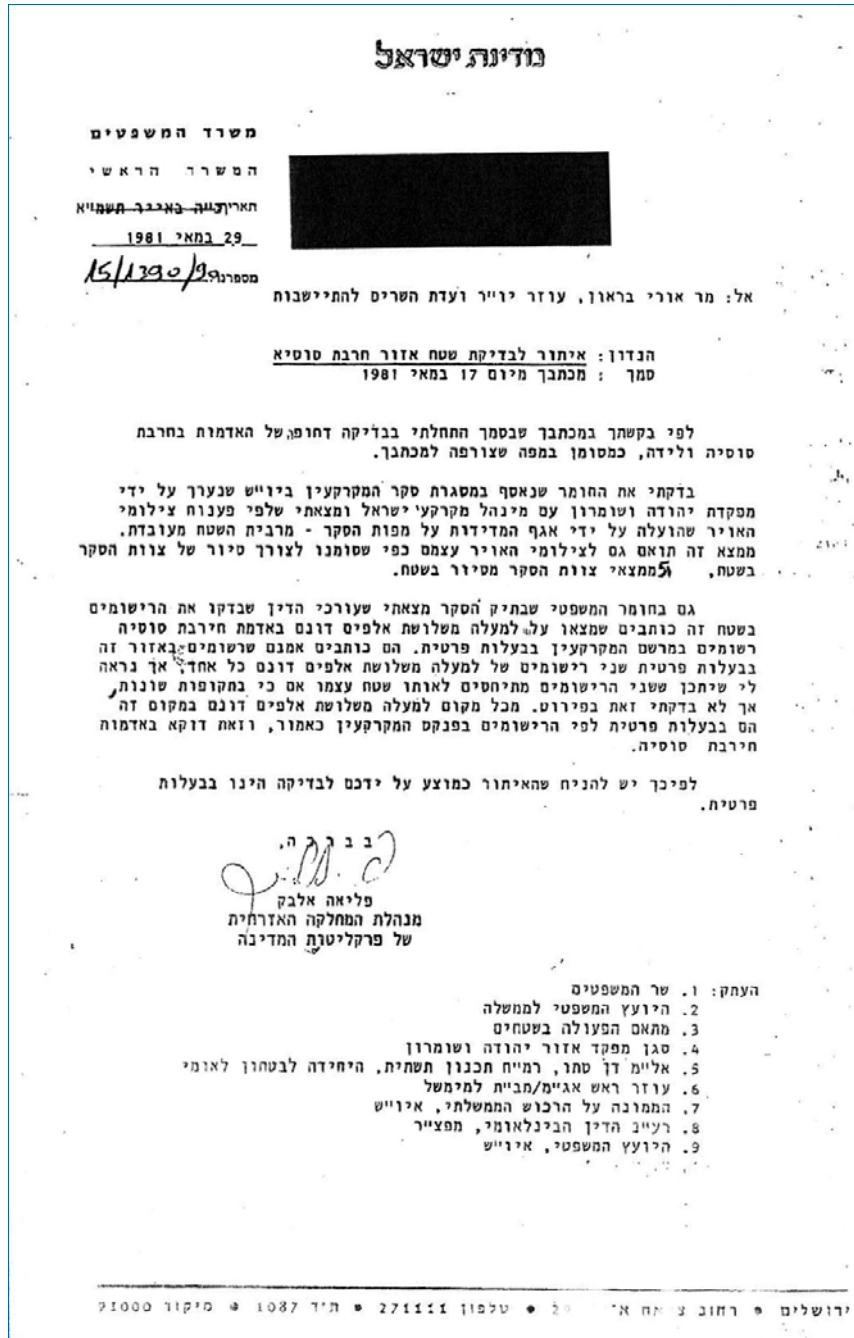 מדינת ישראל
משרד המשפטים
המשרד הראשי
תאריך: כ"ה באייר תשמ"א
29 במאי 1981
מספרנו: 15/1390/9
אל: מר אורי בראון, עוזר יו"ר ועדת השרים להתיישבות
הנדון: איתור לבדיקת שטח אזור חרבת סוסיא
סמך : מכתבך מיום 17 במאי 1981
לפי בקשתך במכתבך שבסמך התחלתי בבדיקה דחופה של האדמות בחרבת
סוסיה ולידה, כמסומן במפה שצורפה למכתבך.
בדקתי את החומר שנאסף במסגרת סקר המקרקעין ביו"ש שנערך על ידי
מפקדת יהודה ושומרון עם מינהל מקרקעי ישראל ומצאתי שלפי פענוח צילומי
האויר שהועלה על ידי אגף המדידות על מפות הסקר - מרבית השטח מעובדת.
ממצא זה תואם גם לצילומי האויר עצמם כפי שסומנו לצורך סיור של צוות הסקר
בשטח, ממצאי צוות הסקר מסיור בשטח.
גם בחומר המשפטי שבתיק הסקר מצאתי שעורכי הדין שבדקו את הרישומים
בשטח זה כותבים שמצאו על למעלה משלושת אלפים דונם באדמת חירבת סוסיה
רשומים במרשם המקרקעין בבעלות פרטית. הם כותבים אמנם שרשומים באזור זה
בבעלות פרטית שני רישומים של למעלה משלושת אלפים דונם כל אחד, אך נראה
לי שיתכן ששני הרישומים מתיחסים לאותו שטח עצמו אם כי בתקופות שונות,
אך לא בדקתי זאת בפירוט. מכל מקום למעלה משלושת אלפים דונם במקום זה
הם בבעלות פרטית לפי הרישומים בפנקס המקרקעין כאמור, וזאת דוקא באדמות
חירבת סוסיה.
לפיכך יש להניח שהאיתור כמוצע על ידכם לבדיקה הינו בבעלות
פרטית.
בברכה,
פליאה אלבק
מנהלת המחלקה האזרחית
של פרקליטות המדינה
העתק: 1. שר המשפטים
2. היועץ המשפטי לממשלה
3. מתאם הפעולה בשטחים
4. סגן מפקד אזור יהודה ושומרון
5. אל"מ דן סתו, רמ"ח תכנון תשתית, היחידה לבטחון לאומי
6. עוזר ראש אג"מ/מב"ת למימשל
7. הממונה על הרכוש הממשלתי, איו"ש
8. רע"נ הדין הבינלאומי, מפצ"ר
9. היועץ המשפטי, איו"ש
ירושלים • רחוב • טלפון 271111 • ת"ד 1087 • מיקוד 91000